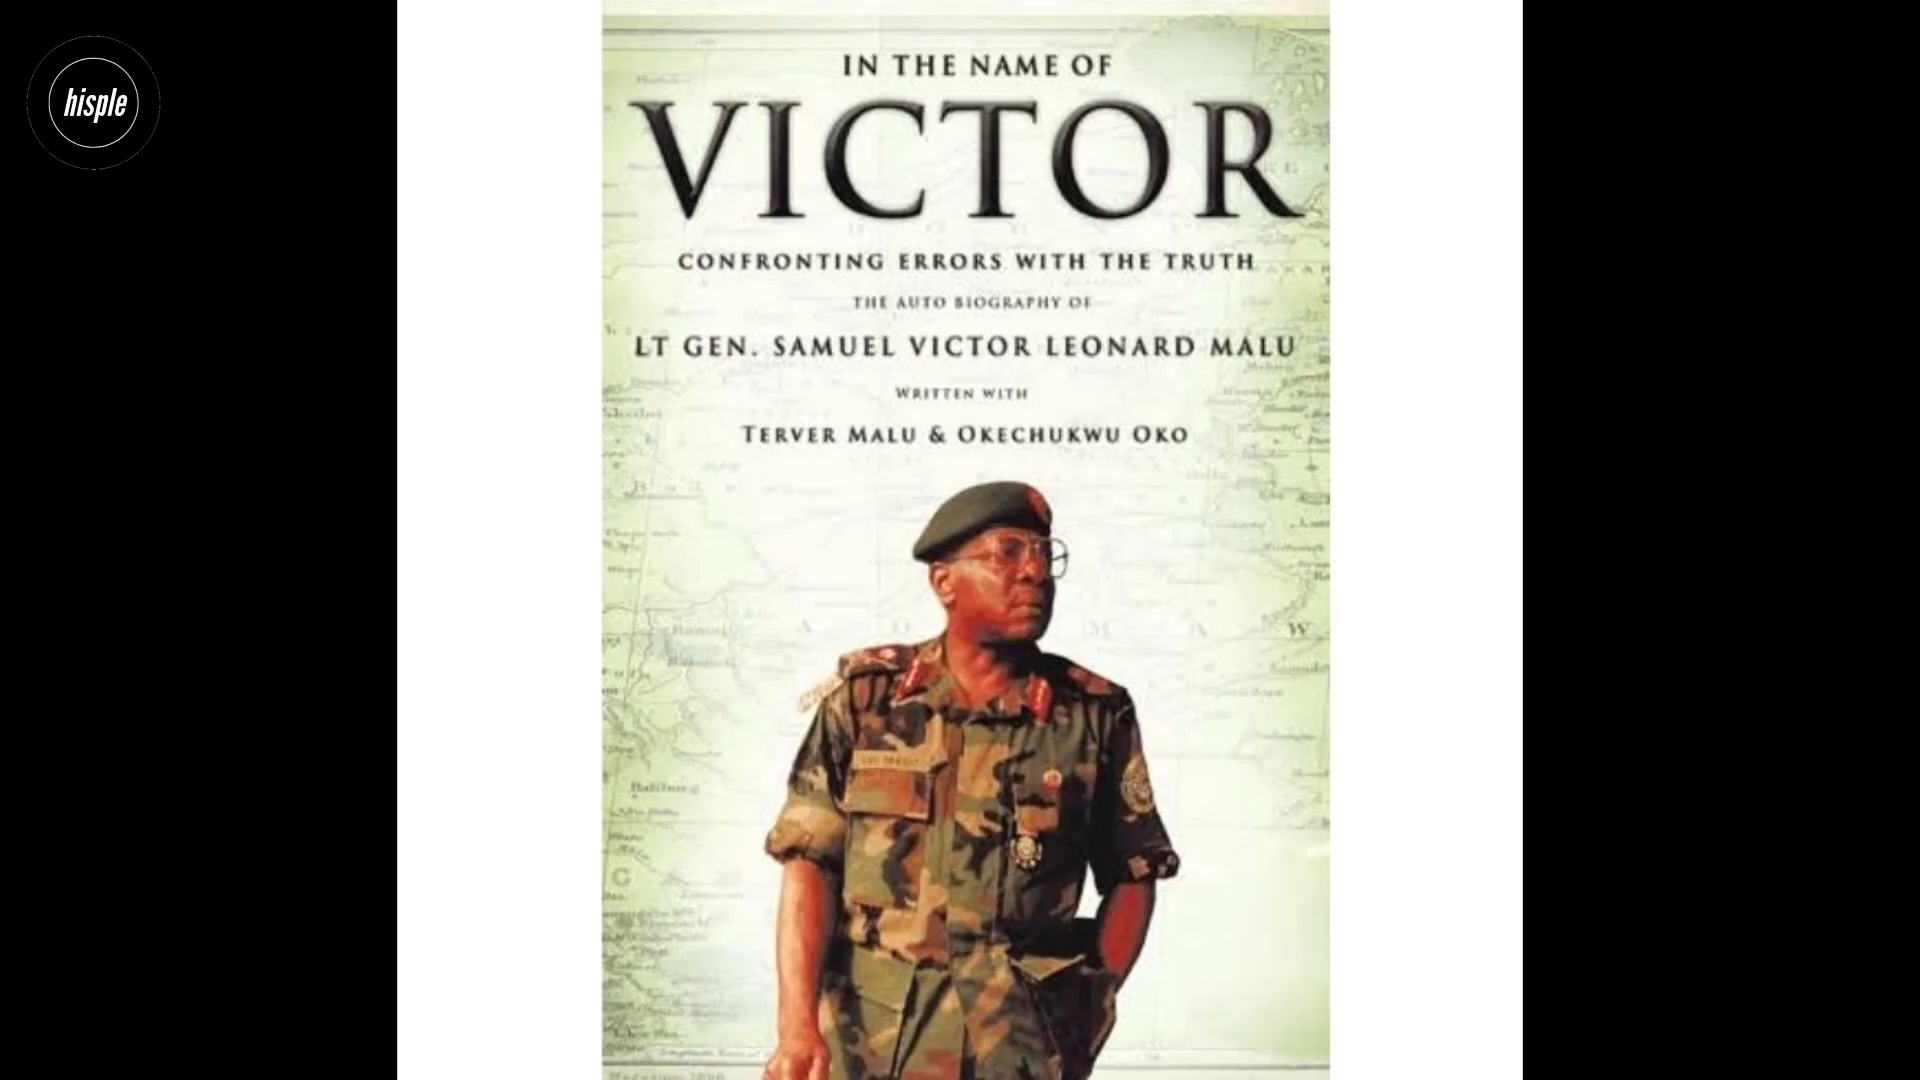 hisple
IN THE NAME OF
VICTOR
CONFRONTING ERRORS WITH THE TRUTH
THE AUTO BIOGRAPHY OF
LT GEN. SAMUEL VICTOR LEONARD MALU
WRITTEN WITH
TERVER MALU & OKECHUKWU OKO